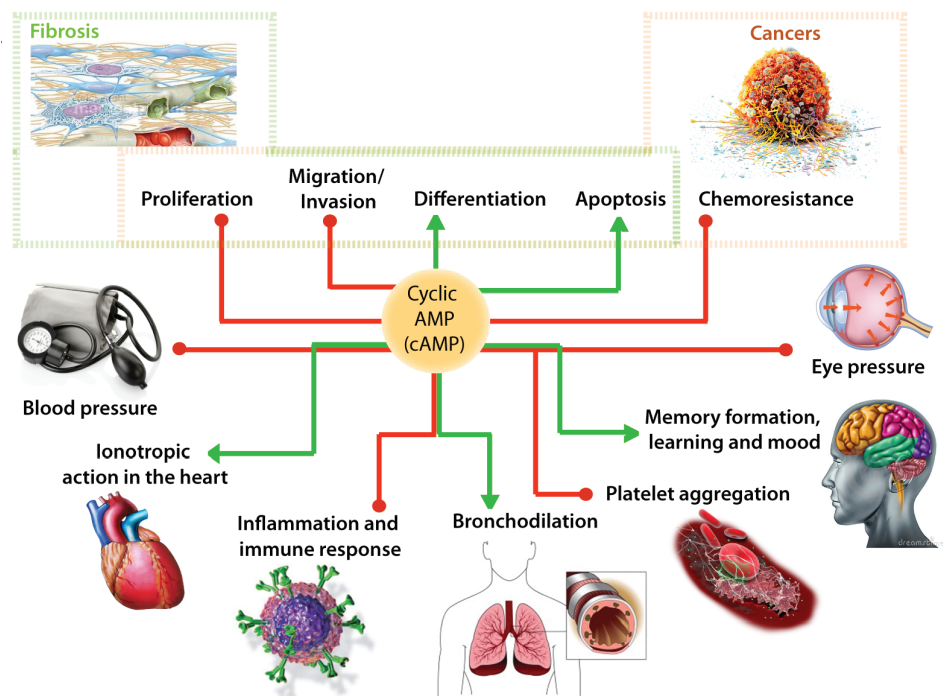 Fibrosis
Cancers
Proliferation
Migration/
Invasion
Differentiation
Apoptosis
Chemoresistance
Cyclic
AMP
(cAMP)
Blood pressure
Eye pressure
Ionotropic
action in the heart
Memory formation,
learning and mood
Inflammation and
immune response
Bronchodilation
Platelet aggregation